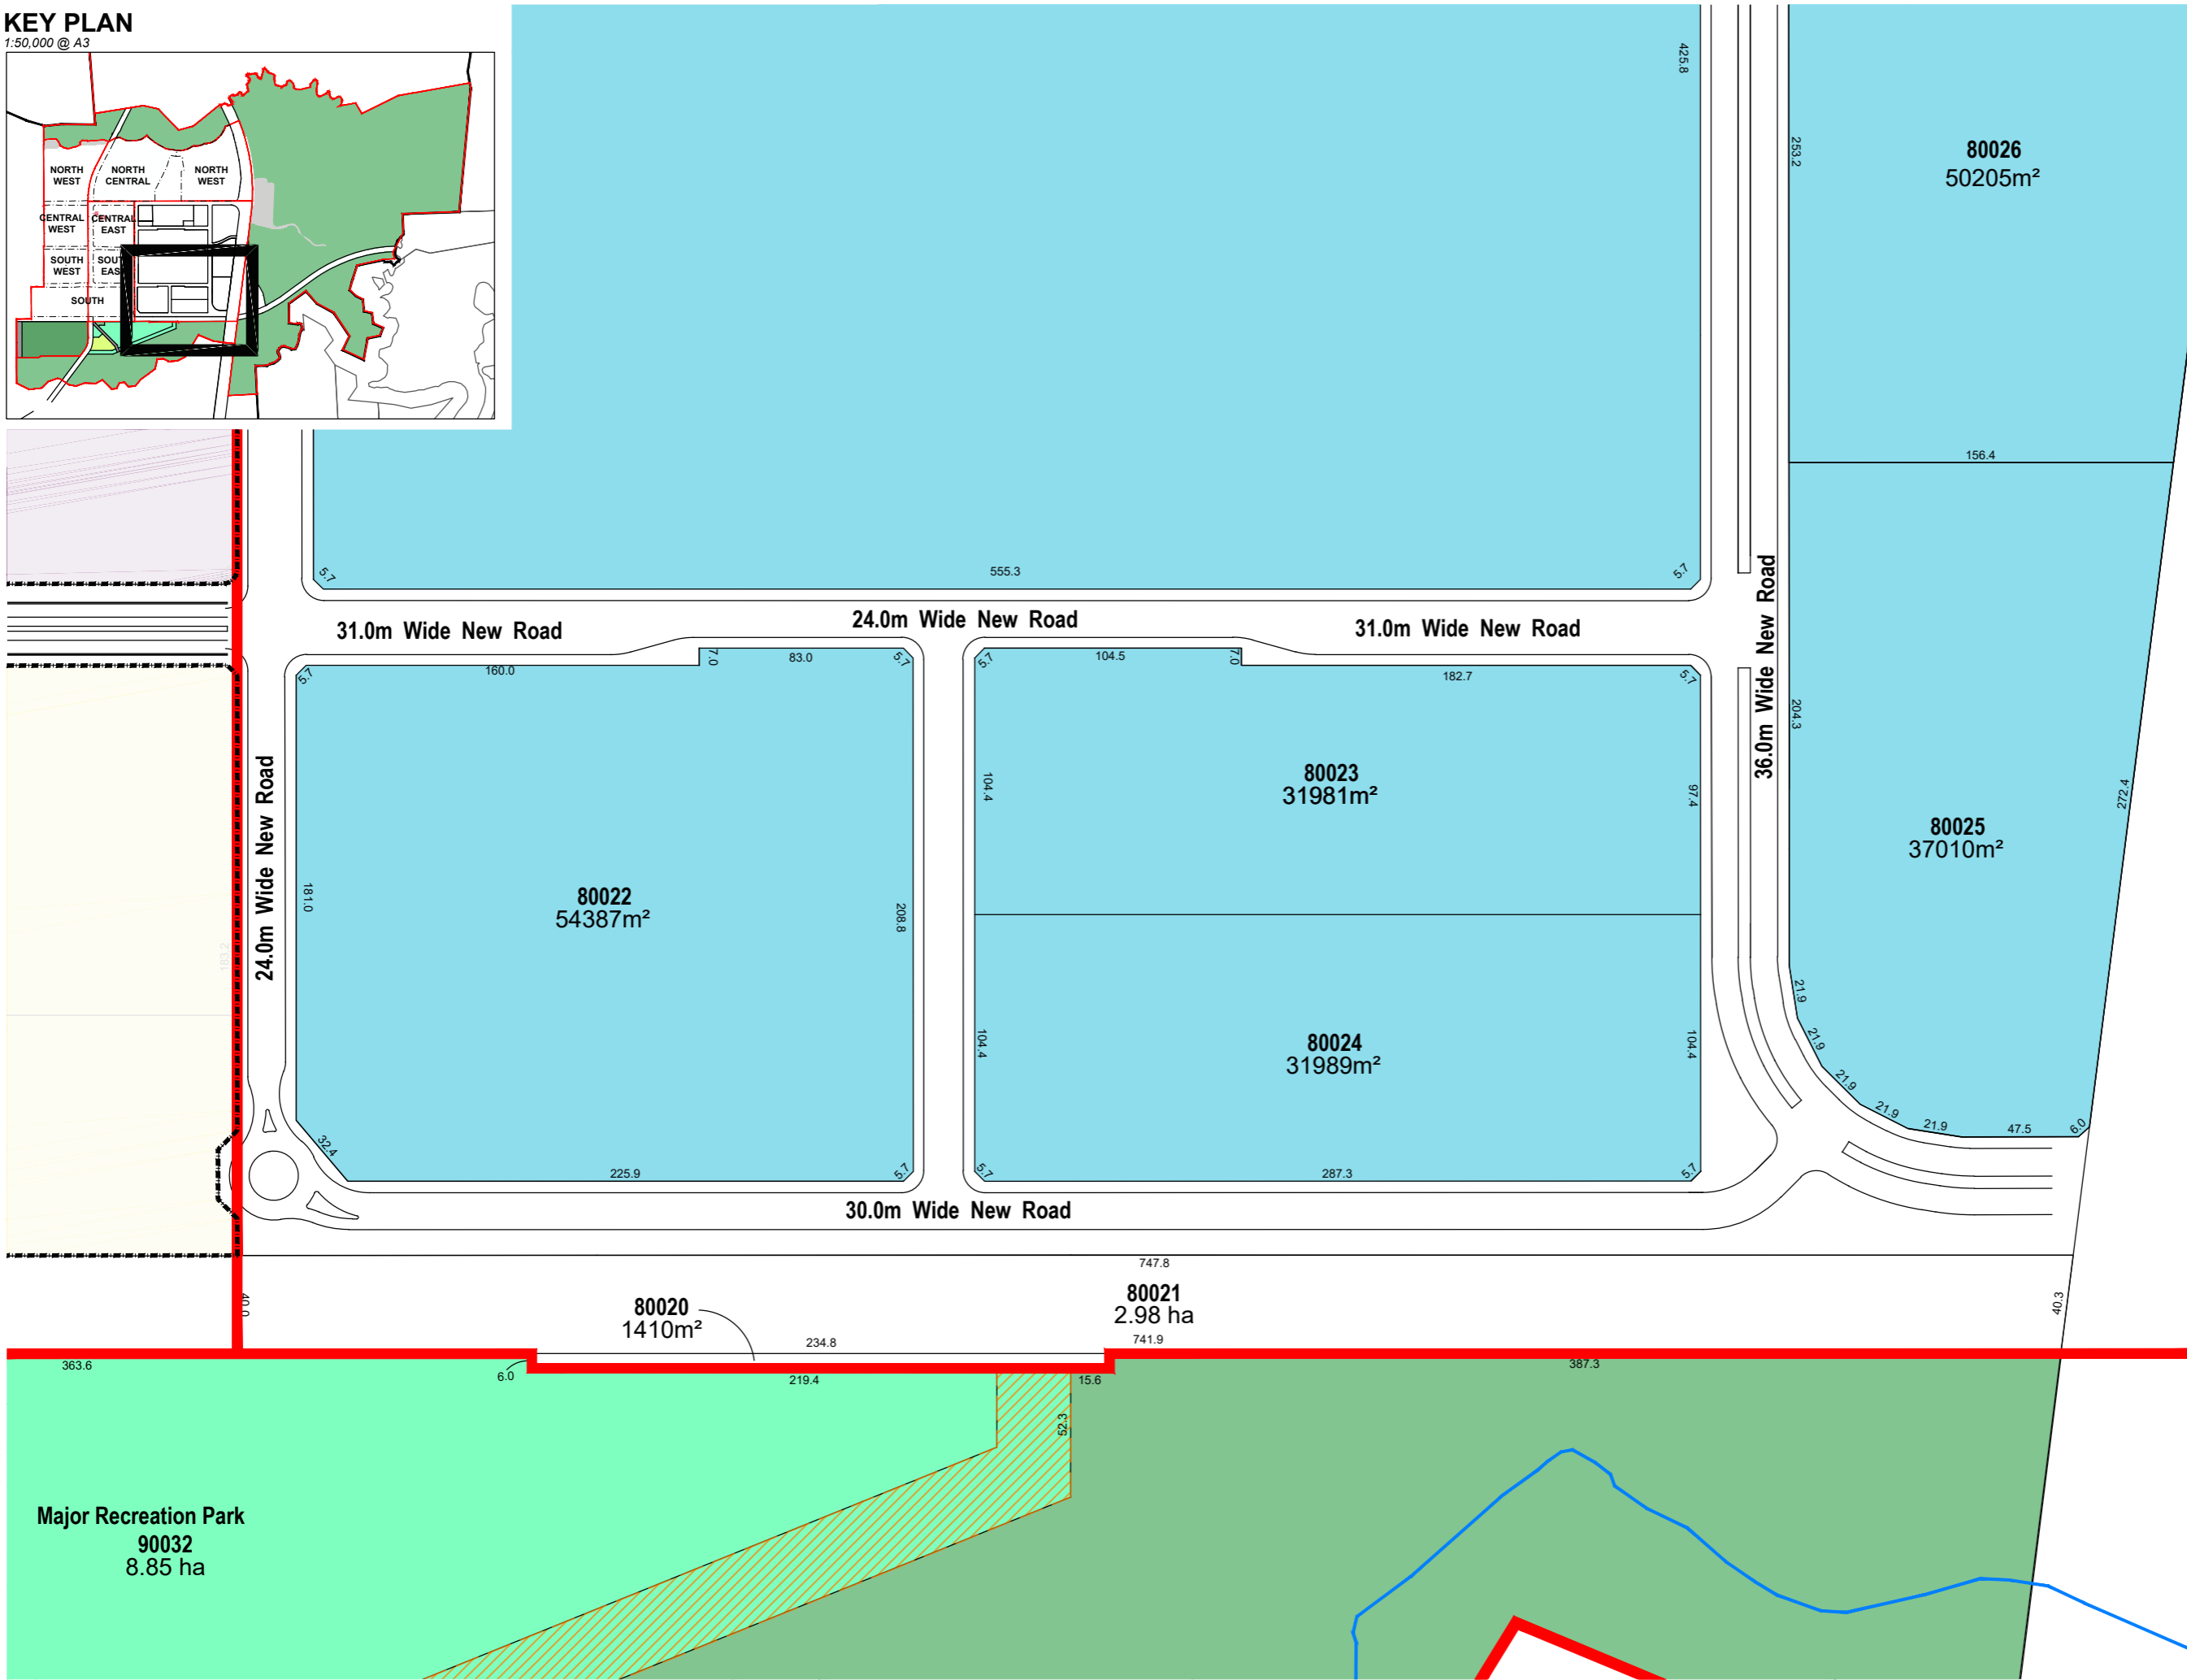 KEY PLAN
1:50,000 @ A3
NORTH
WEST
NORTH
CENTRAL
NORTH
WEST
CENTRAL
WEST
CENTRAL
EAST
SOUTH
WEST
SOUTH
425.8
253.2
80026
50205m²
156.4
5.7
555.3
5.7
31.0m Wide New Road
24.0m Wide New Road
31.0m Wide New Road
36.0m Wide New Road
5.7
160.0
7.0
83.0
5.7
5.7
104.5
7.0
182.7
5.7
204.3
24.0m Wide New Road
181.0
80022
54387m²
208.8
104.4
80023
31981m²
97.4
80025
37010m²
272.4
183.2
104.4
80024
31989m²
104.4
21.9
21.9
21.9
21.9
21.9
47.5
6.0
32.4
225.9
5.7
5.7
287.3
5.7
30.0m Wide New Road
747.8
40.0
80020
1410m²
80021
2.98 ha
40.3
234.8
741.9
363.6
6.0
219.4
15.6
387.3
52.3
Major Recreation Park
90032
8.85 ha